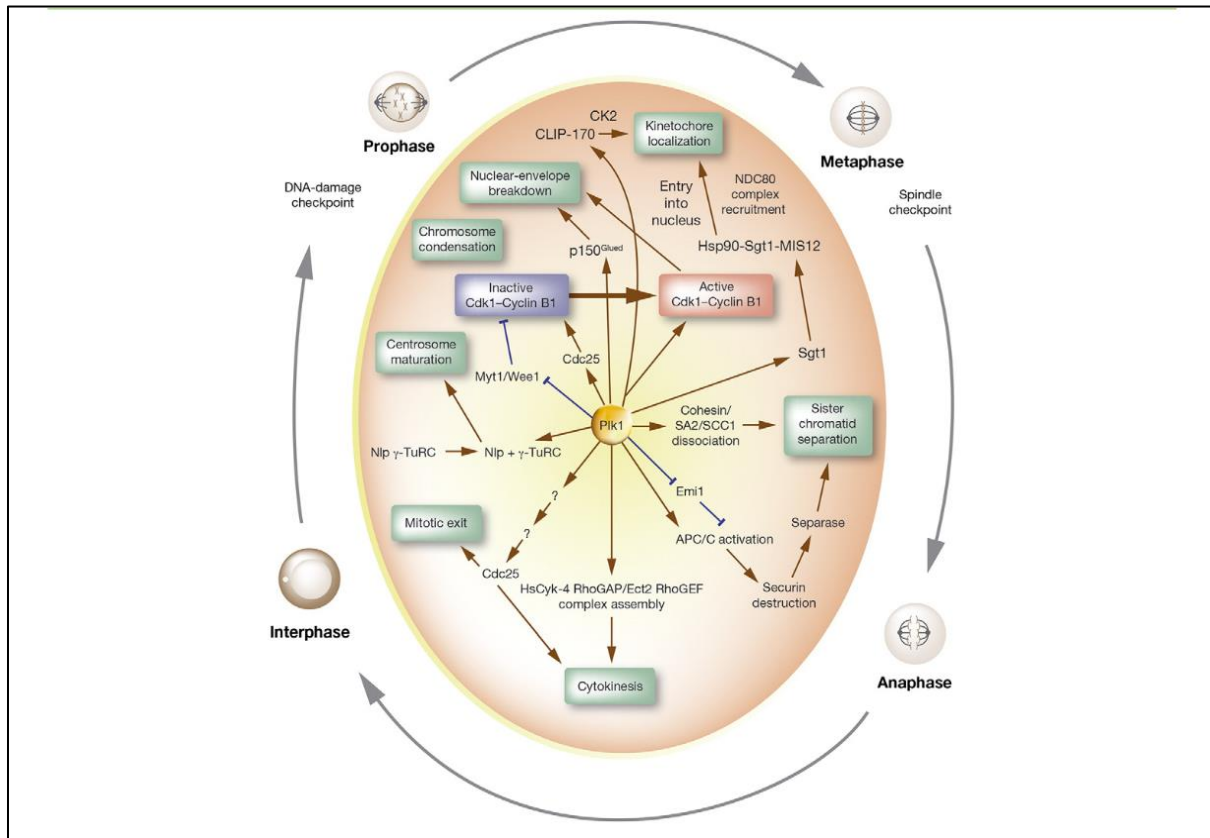 CK2
CLIP-170
Kinetochore
localization
Prophase
Metaphase
Nuclear-envelope
breakdown
NDC80
complex
recruitment
Entry
into
nucleus
DNA-damage
checkpoint
Spindle
checkpoint
Chromosome
condensation
p150Glued
Hsp90-Sgt1-MIS12
Inactive
Cdk1–Cyclin B1
Active
Cdk1–Cyclin B1
Centrosome
maturation
Cdc25
Sgt1
Myt1/Wee1
Plk1
Cohesin/
SA2/SCC1
dissociation
Sister
chromatid
separation
Nlp γ-TuRC
Nlp + γ-TuRC
?
Emi1
Mitotic exit
?
APC/C activation
Separase
Cdc25
HsCyk-4 RhoGAP/Ect2 RhoGEF
complex assembly
Securin
destruction
Interphase
Anaphase
Cytokinesis